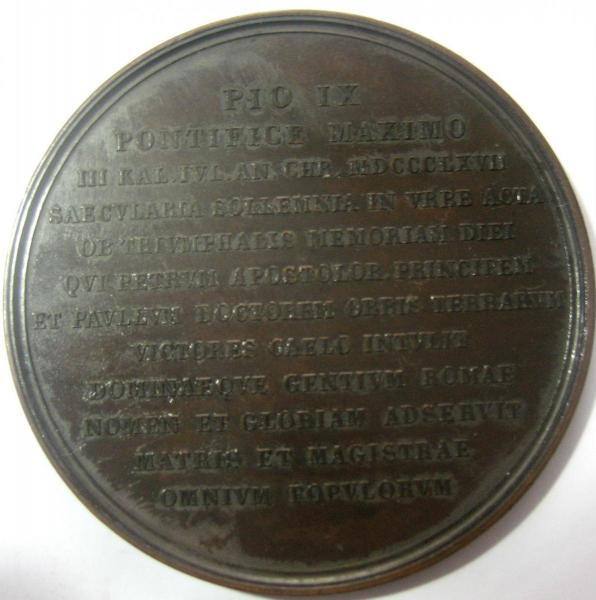 PIO IX
PONTIFICE MAXIMO
III KAL. IVL. AN. CHR. MDCCCLXVII
SAECVLARIA SOLLEMNIA IN VRBE ACTA
OB TRIVMPHALIS MEMORIAM DIEI
QVI PETRVM APOSTOLOR. PRINCIPEM
ET PAVLLVM DOCTOREM ORBIS TERRARVM
VICTORES CAELO INTVLIT
DOMINAEQVE GENTIVM ROMAE
NOMEN ET GLORIAM ADSERVIT
MATRIS ET MAGISTRAE
OMNIVM POPVLORVM